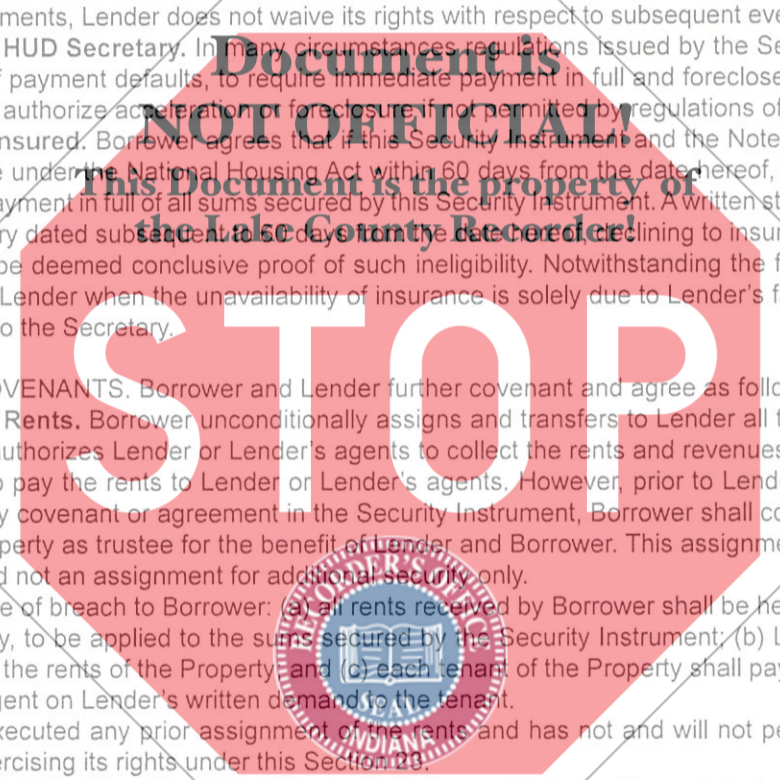 ments, Lender does not waive its rights with respect to subsequent eve
HUD Secretary. In many circumstances regulations issued by the Se
Document is
f payment defaults, to require immediate payment in full and foreclose
authorize acceleration or foreclosure if not permitted by regulations o
NOT OFFICIAL!
nsured. Borrower agrees that if this Security Instrument and the Note
e under the National Housing Act within 60 days from the date hereof,
This Document is the property of
ayment in full of all sums secured by this Security Instrument. A written st
the Lake County Recorder!
ry dated subsequent to 60 days from the date hereof, declining to insur
be deemed conclusive proof of such ineligibility. Notwithstanding the f
Lender when the unavailability of insurance is solely due to Lender's f
o the Secretary.
STOP
OVENANTS. Borrower and Lender further covenant and agree as follo
Rents. Borrower unconditionally assigns and transfers to Lender all t
uthorizes Lender or Lender's agents to collect the rents and revenues
o pay the rents to Lender or Lender's agents. However, prior to Lend
y covenant or agreement in the Security Instrument, Borrower shall co
perty as trustee for the benefit of Lender and Borrower. This assignme
d not an assignment for additional security only.
RECORDER'S OFFICE
e of breach to Borrower: (a) all rents received by Borrower shall be he
y, to be applied to the sums secured by the Security Instrument; (b) L
the rents of the Property and (c) each tenant of the Property shall pay
SEAL
gent on Lender's written demand to the tenant.
INDIANA
xecuted any prior assignment of the rents and has not and will not pe
ercising its rights under this Section 23.